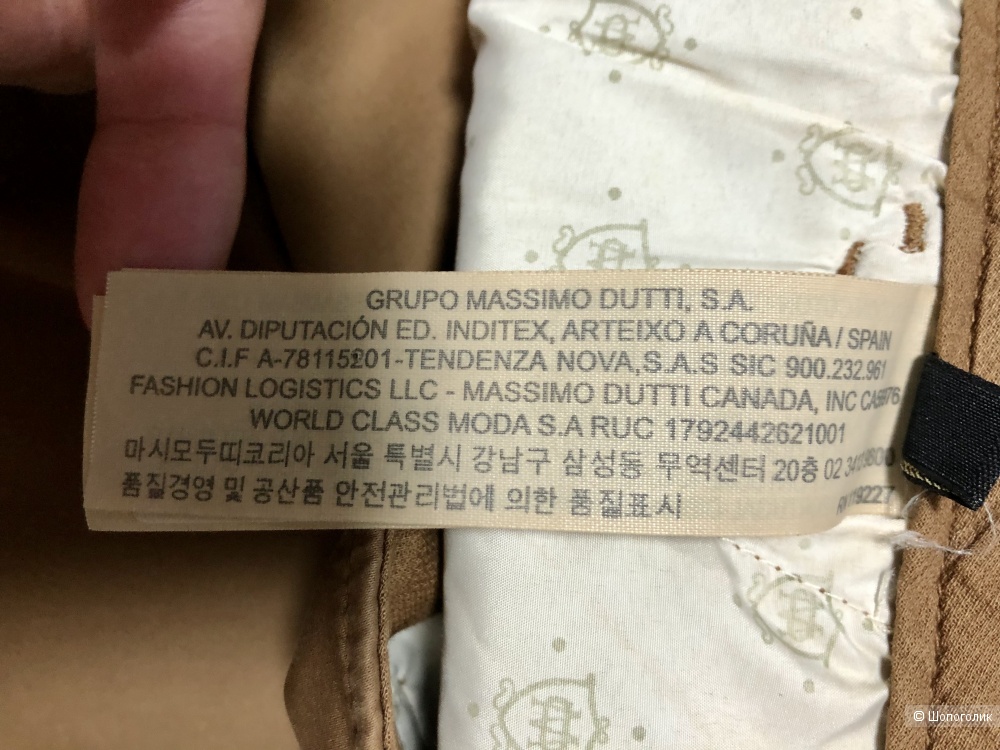 GRUPO MASSIMO DUTTI, S.A.
AV. DIPUTACIÓN ED. INDITEX, ARTEIXO A CORUÑA / SPAIN
C.I.F A-78115201-TENDENZA NOVA,S.A.S SIC 900.232.961
FASHION LOGISTICS LLC - MASSIMO DUTTI CANADA, INC
WORLD CLASS MODA S.A RUC 1792442621001
마시모두띠코리아 서울 특별시 강남구 삼성동 무역센터 20층 02
품질경영 및 공산품 안전관리법에 의한 품질표시
© Шопоголик